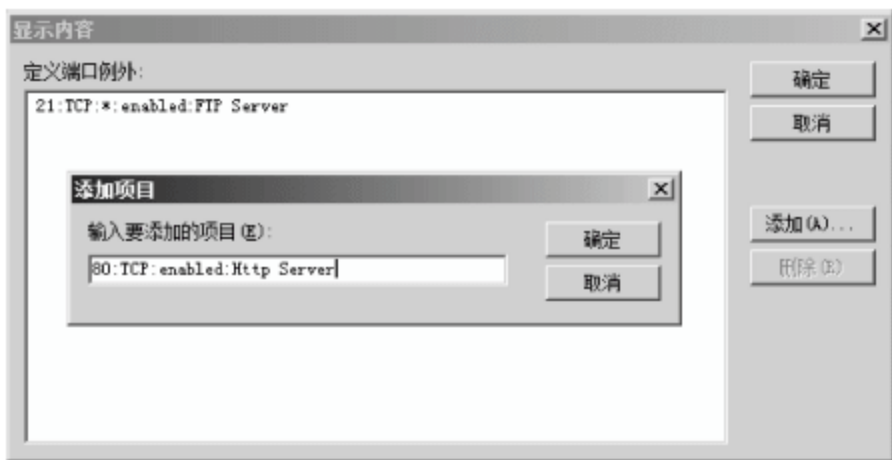 显示内容
定义端口例外:
确定
21:TCP:*:enabled:FTP Server
取消
添加项目
输入要添加的项目(E):
确定
添加(A)...
80:TCP:enabled:Http Server
取消
删除(R)